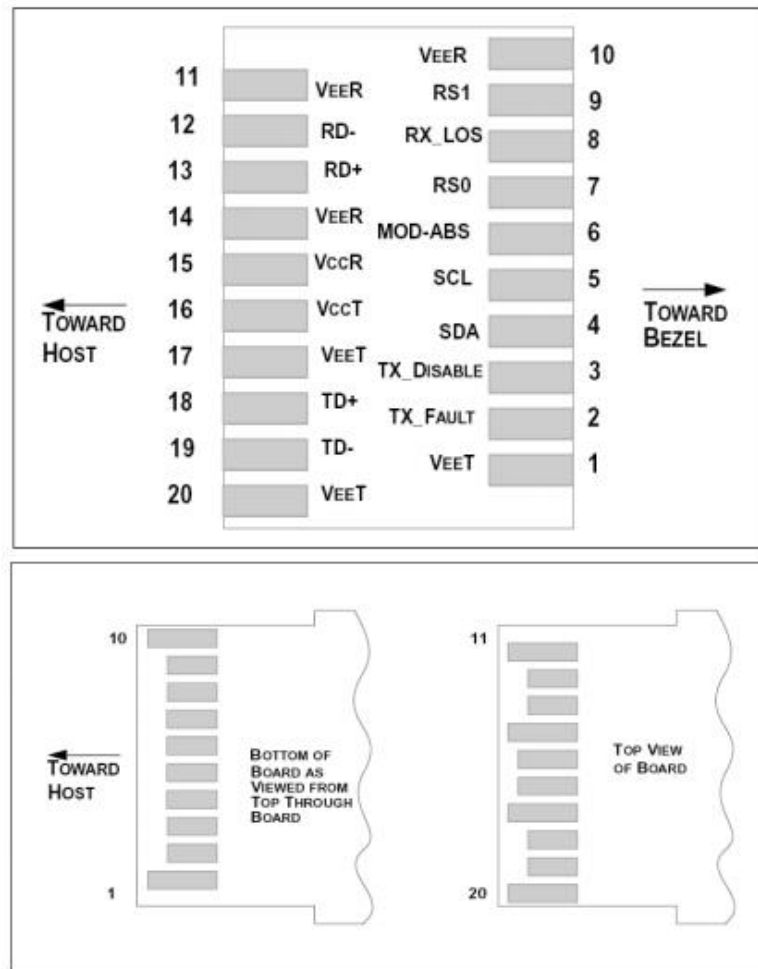 VEER 10
11 VEER
RS1 9
12 RD-
RX_LOS 8
13 RD+
RS0 7
14 VEER
MOD-ABS 6
15 VCCR
SCL 5
16 VCCT
SDA 4
17 VEET
TX_DISABLE 3
18 TD+
TX_FAULT 2
19 TD-
VEET 1
20 VEET
TOWARD
HOST
TOWARD
BEZEL
10
1
TOWARD
HOST
BOTTOM OF
BOARD AS
VIEWED FROM
TOP THROUGH
BOARD
11
20
TOP VIEW
OF BOARD